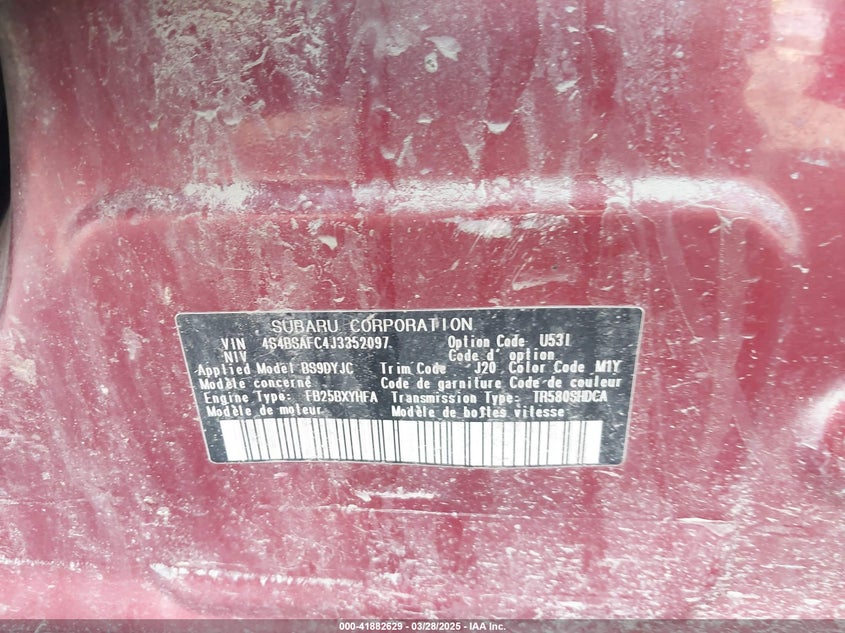 SUBARU CORPORATION
VIN 4S4BSAFC4J3352097 Option Code U53I
NIV Code d' option
Applied Model BS9DYJC Trim Code J20 Color Code M1Y
Modèle concerné Code de garniture Code de couleur
Engine Type: FB25BXYHFA Transmission Type: TR580SHDCA
Modèle de moteur Modèle de boîtes vitesse
000-41882629 - 03/28/2025 - IAA Inc.